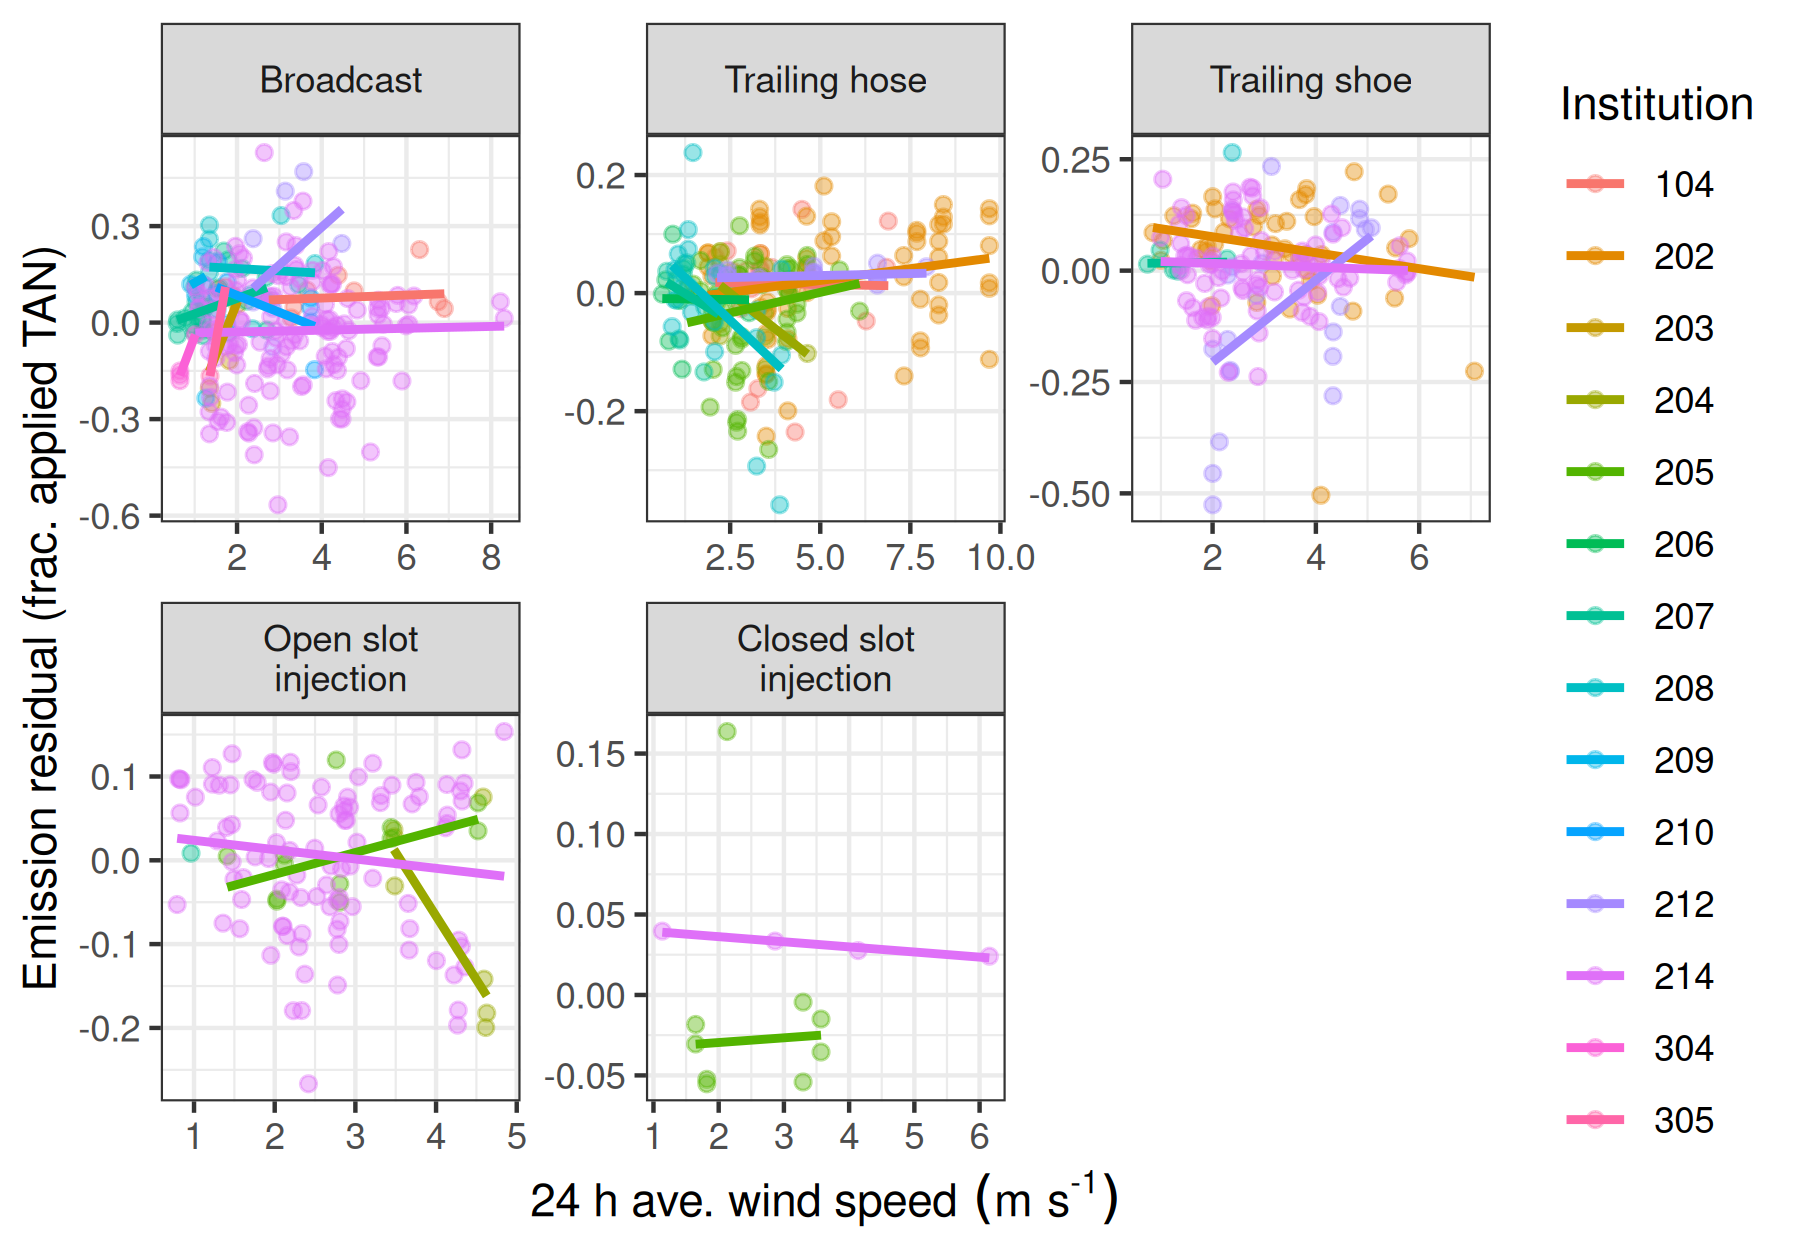 Broadcast
Trailing hose
Trailing shoe
0.3
0.0
-0.3
-0.6
2 4 6 8
0.2
0.0
-0.2
2.5 5.0 7.5 10.0
0.25
0.00
-0.25
-0.50
2 4 6
Open slot
injection
Closed slot
injection
0.1
0.0
-0.1
-0.2
1 2 3 4 5
0.15
0.10
0.05
0.00
-0.05
1 2 3 4 5 6
Emission residual (frac. applied TAN)
24 h ave. wind speed (m s-1)
Institution
104
202
203
204
205
206
207
208
209
210
212
214
304
305